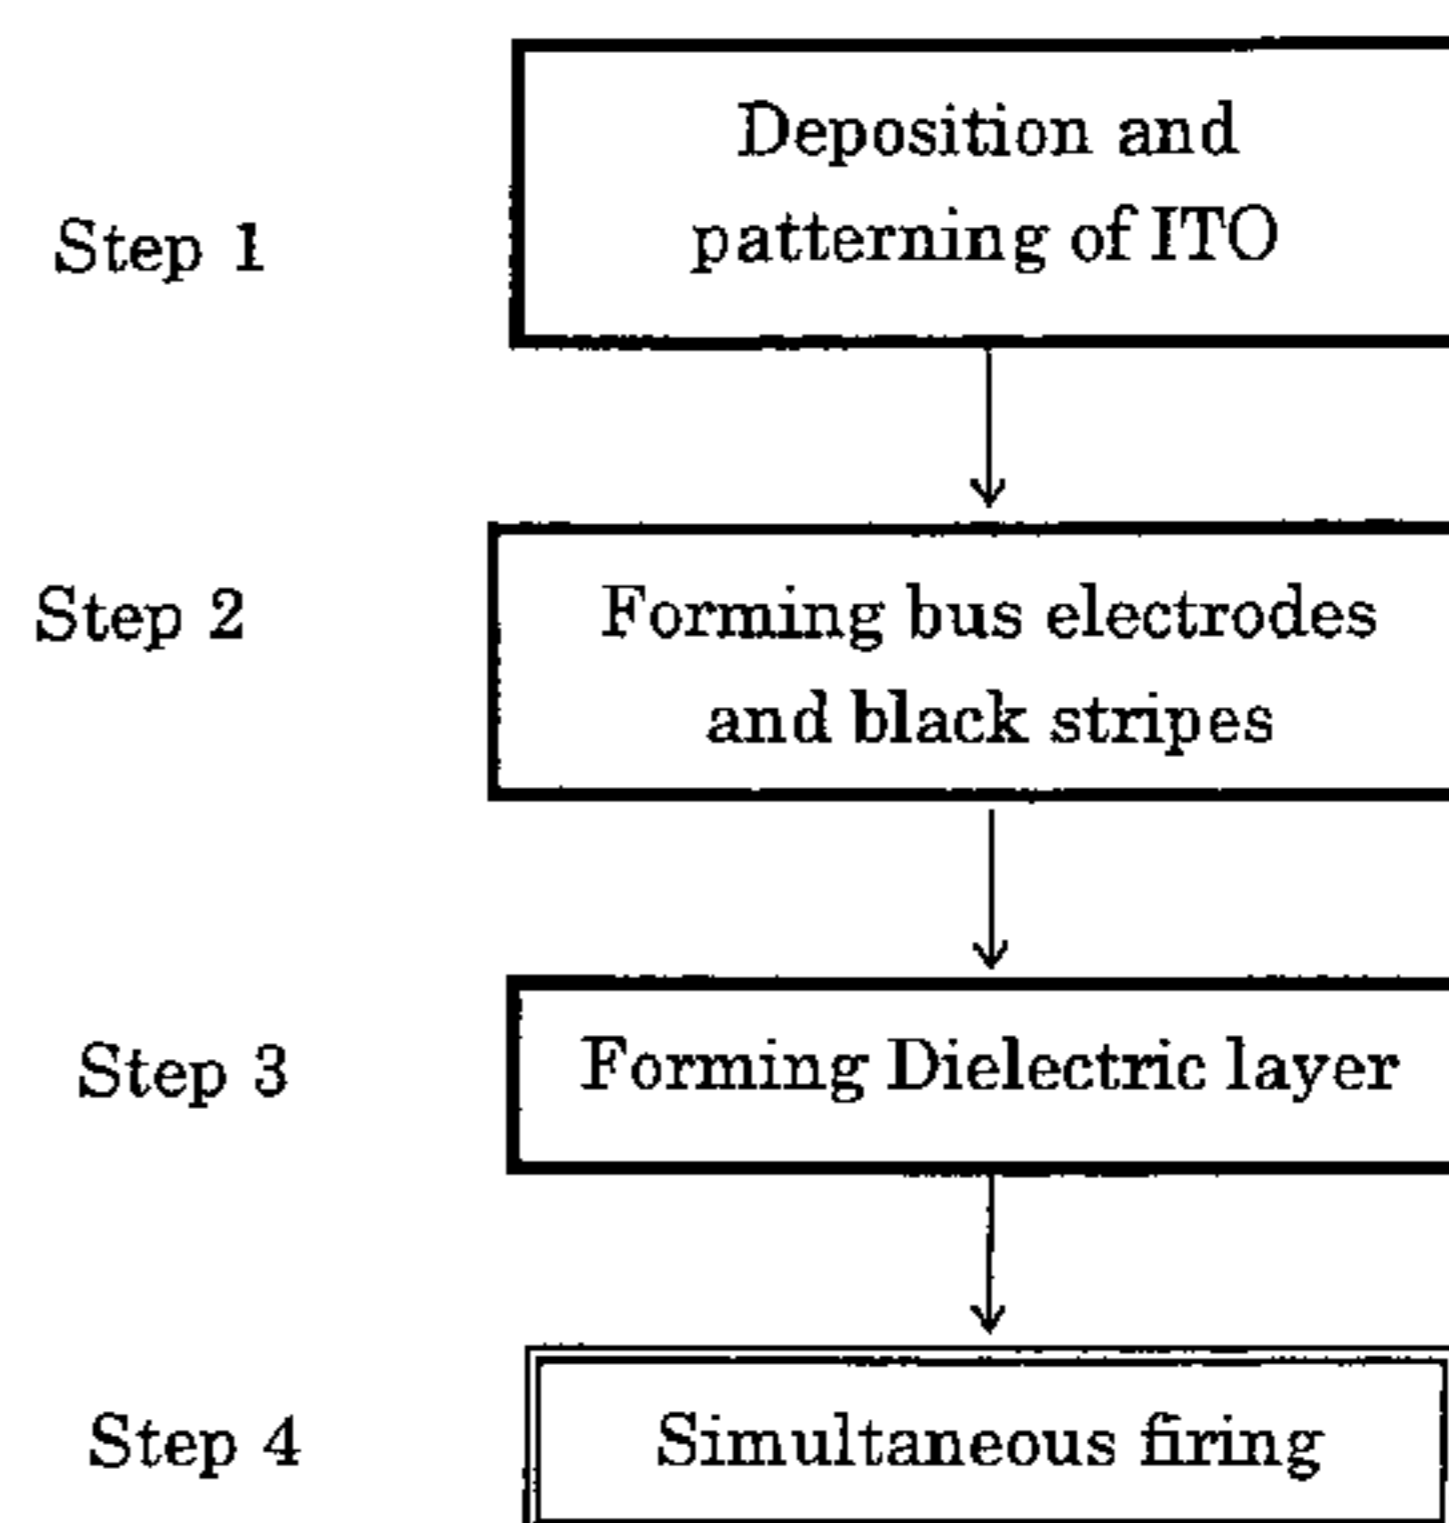 Deposition and
Step 1
patterning of ITO
Step 2
Forming bus electrodes
and black stripes
Step 3
Forming Dielectric layer
Step 4
Simultaneous firing